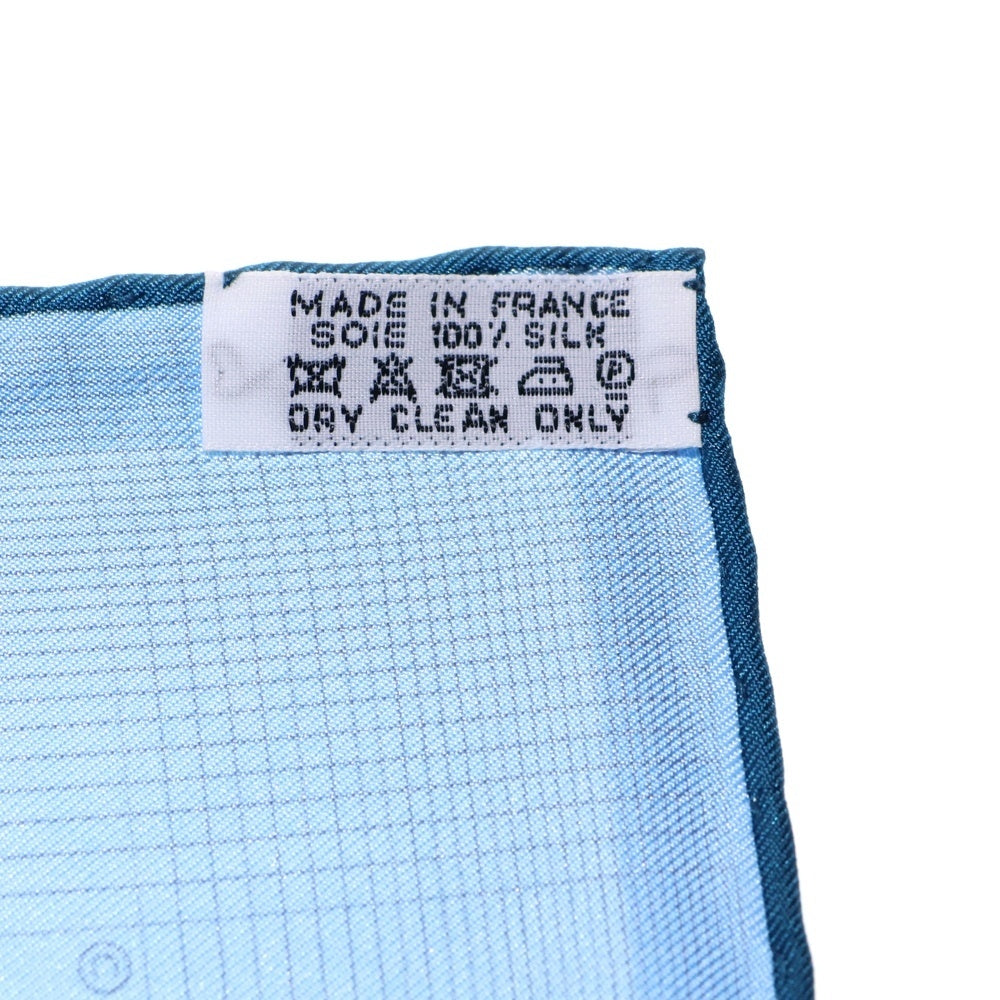 MADE IN FRANCE
SOIE 100% SILK
P
DRY CLEAN ONLY